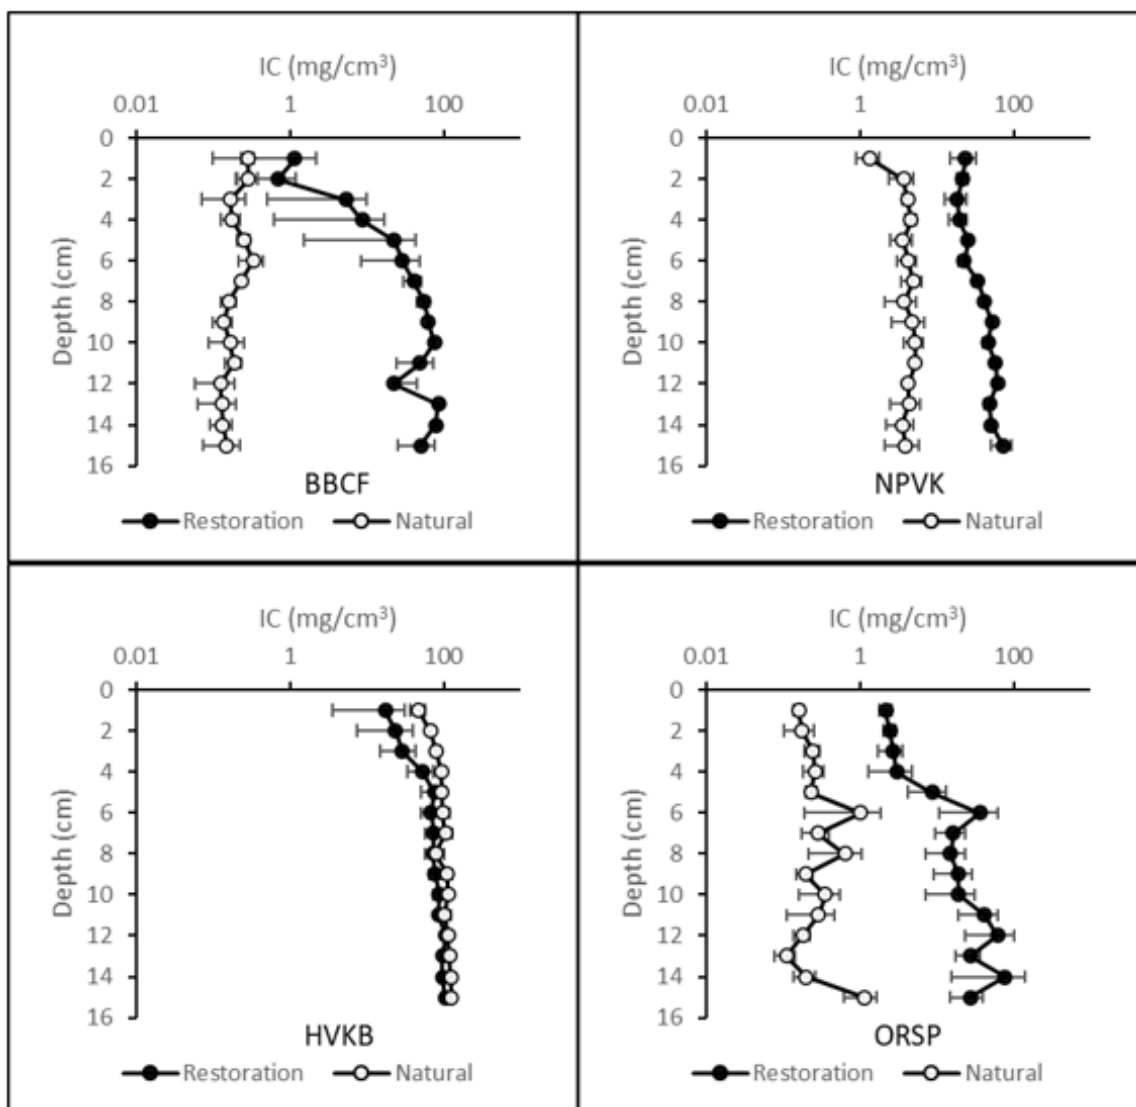 IC (mg/cm³)
0.01 1 100
0
2
4
6
8
10
12
14
16
Depth (cm)
BBCF
Restoration Natural
IC (mg/cm³)
0.01 1 100
0
2
4
6
8
10
12
14
16
Depth (cm)
NPVK
Restoration Natural
IC (mg/cm³)
0.01 1 100
0
2
4
6
8
10
12
14
16
Depth (cm)
HVKB
Restoration Natural
IC (mg/cm³)
0.01 1 100
0
2
4
6
8
10
12
14
16
Depth (cm)
ORSP
Restoration Natural